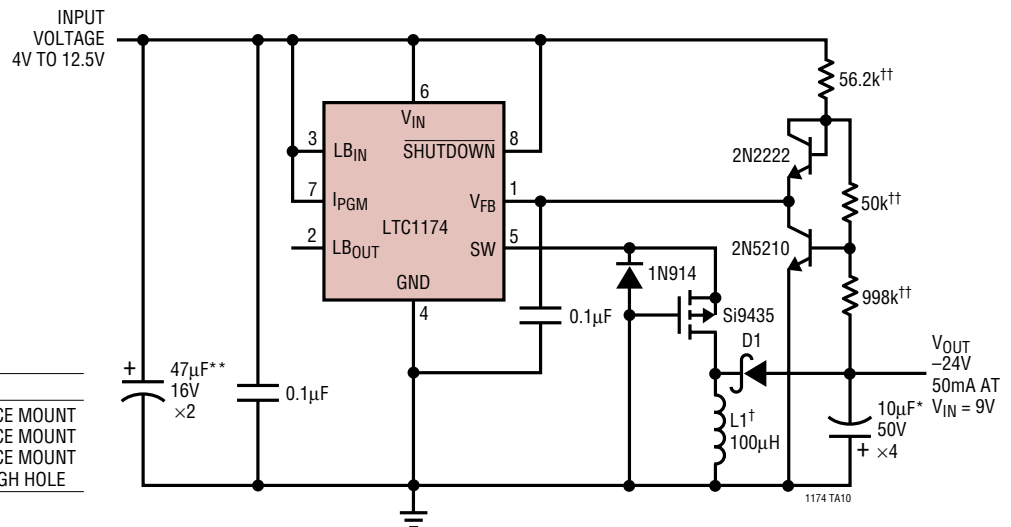 INPUT
VOLTAGE
4V TO 12.5V
6
VIN
3
LBIN
SHUTDOWN
8
7
IPGM
VFB
1
LTC1174
2
LBOUT
SW
5
GND
4
56.2k††
2N2222
50k††
2N5210
998k††
1N914
Si9435
0.1µF
D1
VOUT
–24V
50mA AT
VIN = 9V
+
47µF**
16V
×2
0.1µF
L1†
100µH
10µF*
50V
+ ×4
CE MOUNT
CE MOUNT
CE MOUNT
GH HOLE
1174 TA10